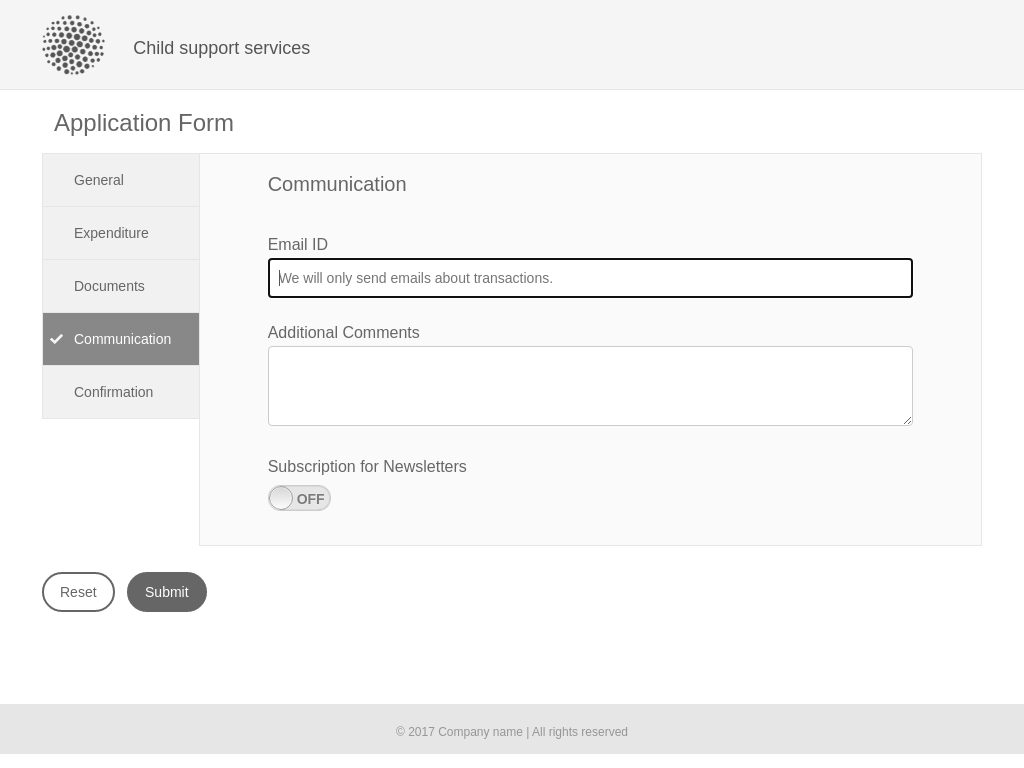 Child support services
Application Form
General
Expenditure
Documents
Communication
Confirmation
Communication
Email ID
We will only send emails about transactions.
Additional Comments
Subscription for Newsletters
OFF
Reset
Submit
© 2017 Company name | All rights reserved